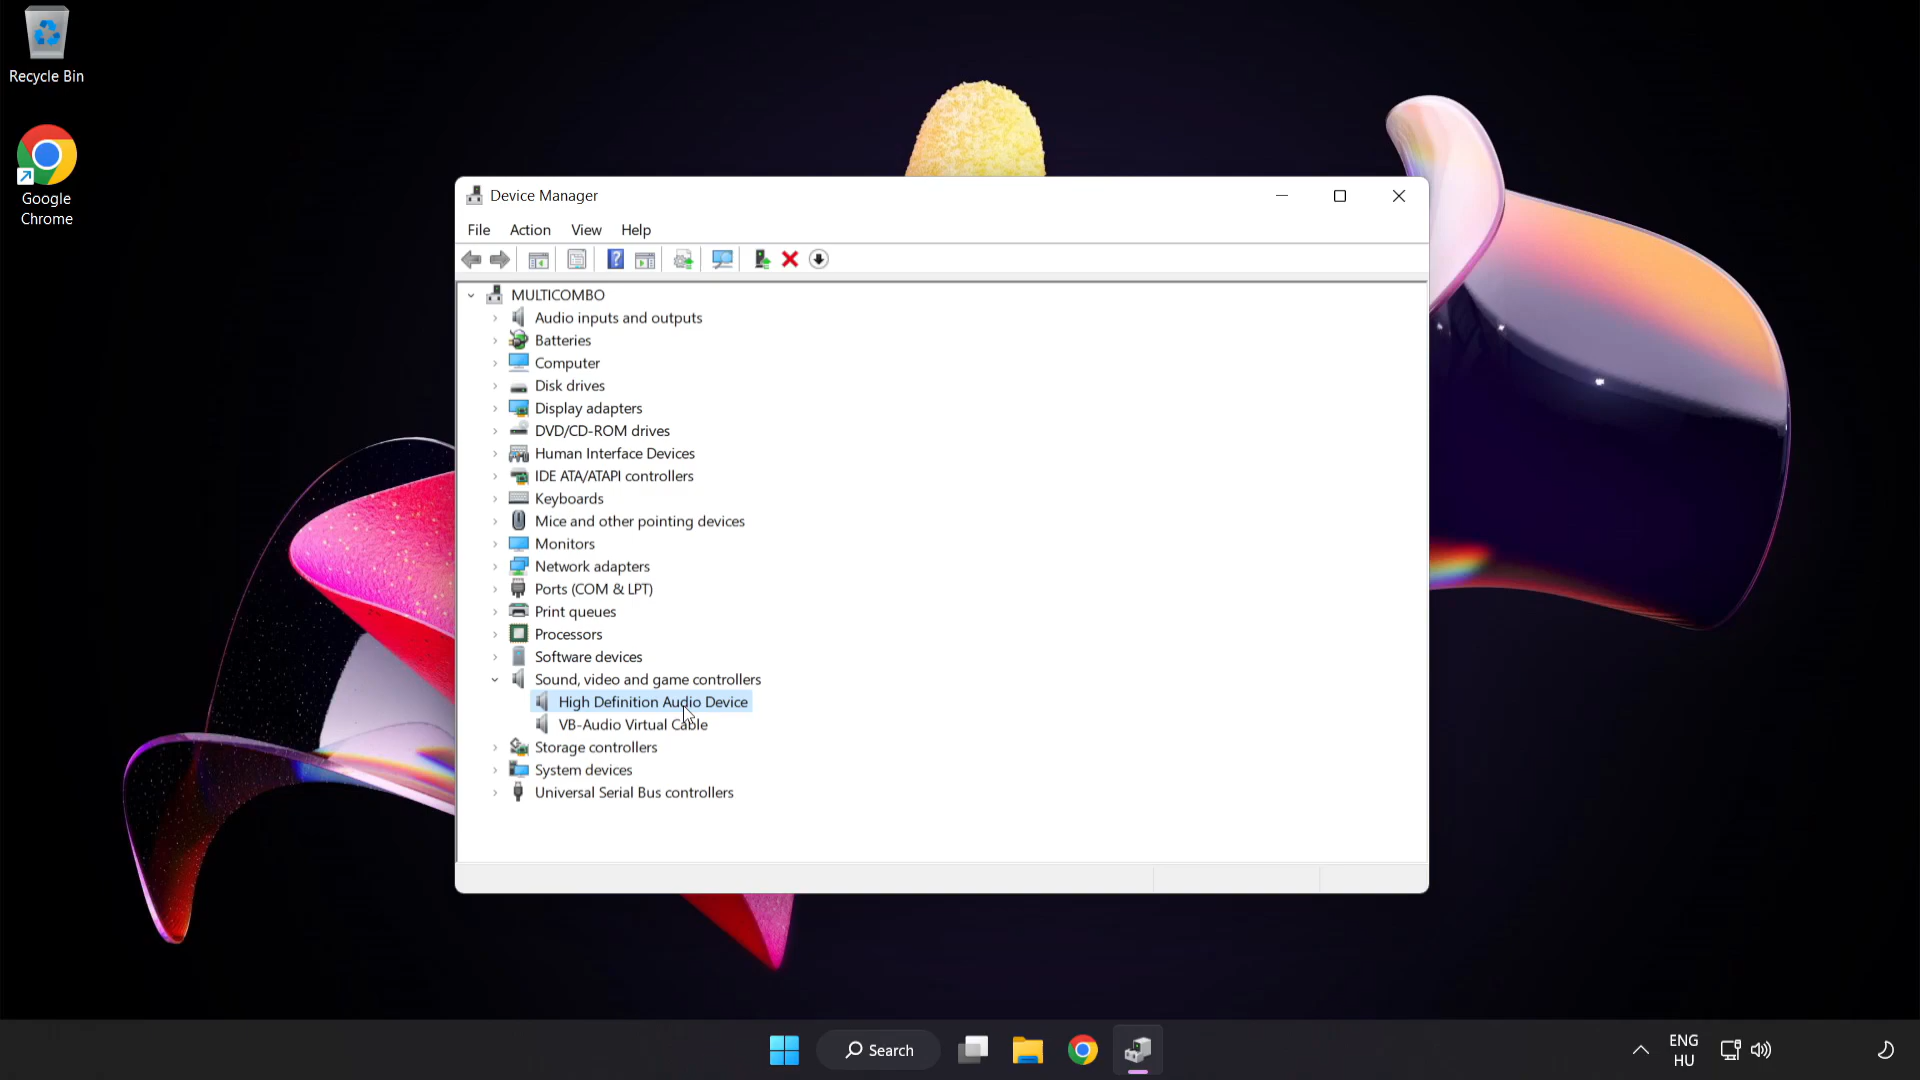 Recycle Bin
Google
Chrome
Device Manager
File Action View Help
MULTICOMBO
Audio inputs and outputs
Batteries
Computer
Disk drives
Display adapters
DVD/CD-ROM drives
Human Interface Devices
IDE ATA/ATAPI controllers
Keyboards
Mice and other pointing devices
Monitors
Network adapters
Ports (COM & LPT)
Print queues
Processors
Software devices
Sound, video and game controllers
High Definition Audio Device
VB-Audio Virtual Cable
Storage controllers
System devices
Universal Serial Bus controllers
Search
ENG
HU